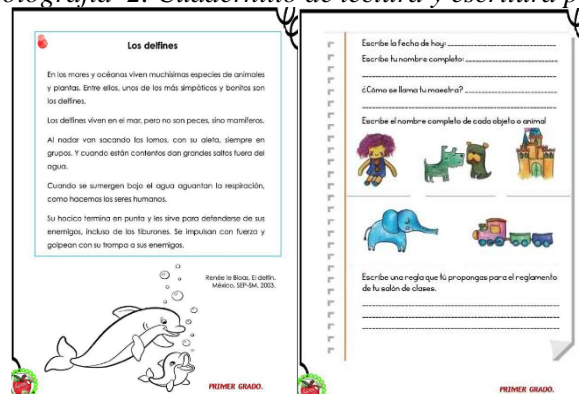 2. Cuadernillo de lectura y escritura p
Los delfines
En los mares y océanos viven muchísimas especies de animales
y plantas. Entre ellos, unos de los más simpáticos y bonitos son
los delfines.
Los delfines viven en el mar, pero no son peces, sino mamíferos.
Al nadar van sacando los lomos, con su aleta, siempre en
grupos. Y cuando están contentos dan grandes saltos fuera del
agua.
Cuando se sumergen bajo el agua aguantan la respiración,
como hacemos los seres humanos.
Su hocico termina en punta y les sirve para defenderse de sus
enemigos, incluso de los tiburones. Se impulsan con fuerza y
golpean con su trompa a sus enemigos.
Renée le Bloas. El delfín.
México, SEP-SM, 2003.
PRIMER GRADO.
Escribe la fecha de hoy:
Escribe tu nombre completo:
¿Cómo se llama tu maestra?
Escribe el nombre completo de cada objeto o animal
Escribe una regla que tú propongas para el reglamento
de tu salón de clases.
PRIMER GRADO.